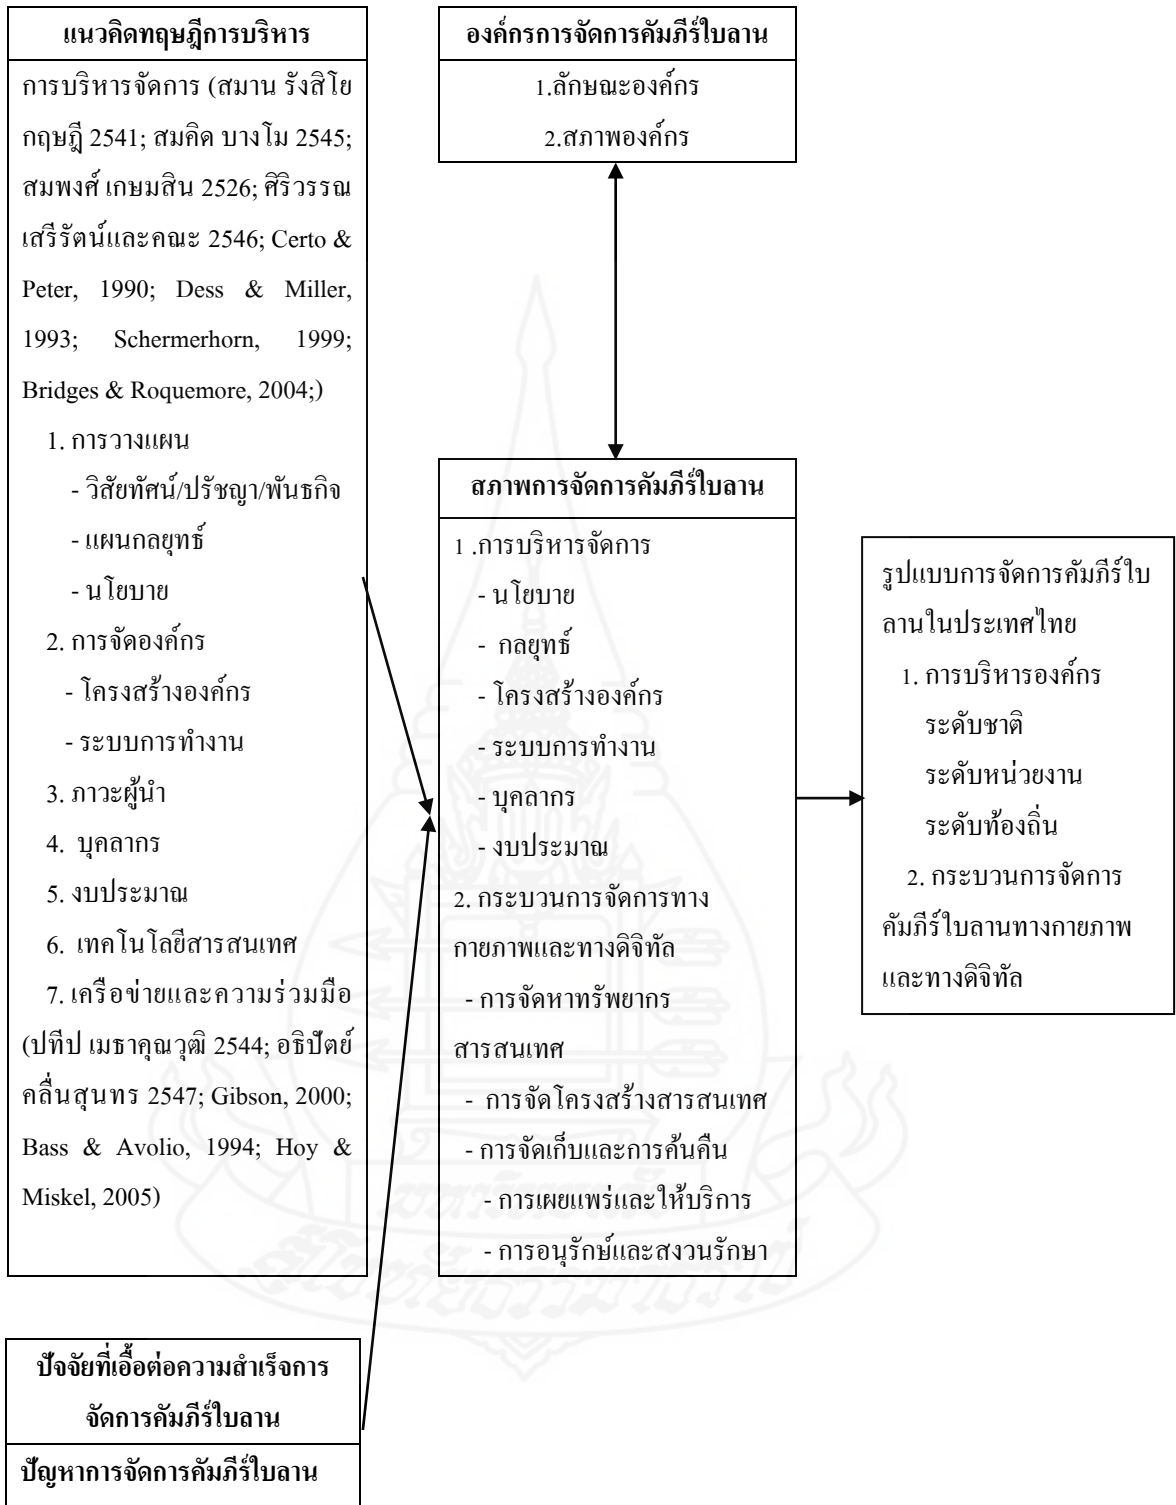 แนวคิดทฤษฎีการบริหาร
การบริหารจัดการ (สมาน รังสิโย
กฤษฎี 2541; สมคิด บางโม 2545;
สมพงศ์ เกษมสิน 2526; ศิริวรรณ
เสรีรัตน์และคณะ 2546; Certo &
Peter, 1990; Dess & Miller,
1993; Schermerhorn, 1999;
Bridges & Roquemore, 2004;)
1. การวางแผน
- วิสัยทัศน์/ปรัชญา/พันธกิจ
- แผนกลยุทธ์
- นโยบาย
2. การจัดองค์กร
- โครงสร้างองค์กร
- ระบบการทำงาน
3. ภาวะผู้นำ
4. บุคลากร
5. งบประมาณ
6. เทคโนโลยีสารสนเทศ
7. เครือข่ายและความร่วมมือ
(ปทีป เมธาคุณวุฒิ 2544; อธิปัตย์
คลี่นสุนทร 2547; Gibson, 2000;
Bass & Avolio, 1994; Hoy &
Miskel, 2005)
ปัจจัยที่เอื้อต่อความสำเร็จการ
จัดการคัมภีร์ใบลาน
ปัญหาการจัดการคัมภีร์ใบลาน
องค์กรการจัดการคัมภีร์ใบลาน
1.ลักษณะองค์กร
2.สภาพองค์กร
สภาพการจัดการคัมภีร์ใบลาน
1 .การบริหารจัดการ
- นโยบาย
- กลยุทธ์
- โครงสร้างองค์กร
- ระบบการทำงาน
- บุคลากร
- งบประมาณ
2. กระบวนการจัดการทาง
กายภาพและทางดิจิทัล
- การจัดหาทรัพยากร
สารสนเทศ
- การจัดโครงสร้างสารสนเทศ
- การจัดเก็บและการค้นคืน
- การเผยแพร่และให้บริการ
- การอนุรักษ์และสงวนรักษา
รูปแบบการจัดการคัมภีร์ใบ
ลานในประเทศไทย
1. การบริหารองค์กร
ระดับชาติ
ระดับหน่วยงาน
ระดับท้องถิ่น
2. กระบวนการจัดการ
คัมภีร์ใบลานทางกายภาพ
และทางดิจิทัล
มหาวิทยาลัย
สุโขทัยธรรมาธิราช